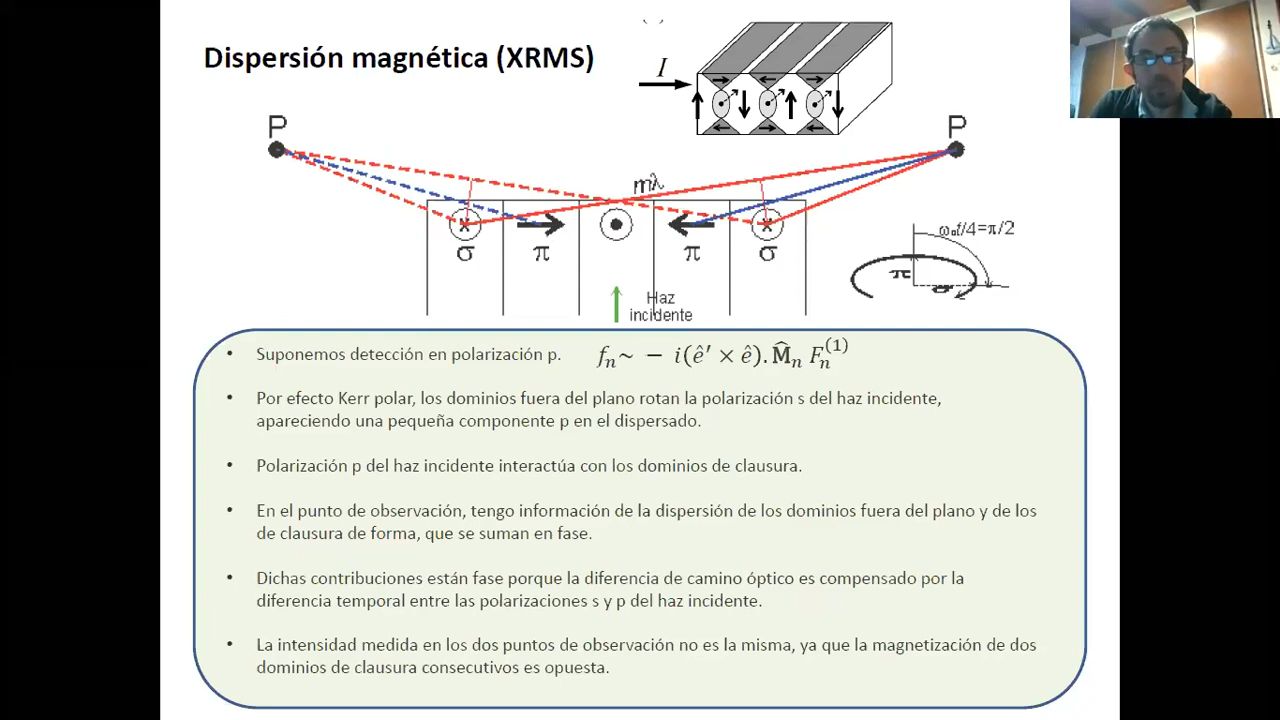 Dispersión magnética (XRMS)
I
P
P
mλ
σ
π
π
σ
ω₀t/4=π/2
π
σ
Haz
incidente
• Suponemos detección en polarización p. fₙ~ − i(ê′ × ê).M̂ₙ Fₙ⁽¹⁾
• Por efecto Kerr polar, los dominios fuera del plano rotan la polarización s del haz incidente,
apareciendo una pequeña componente p en el dispersado.
• Polarización p del haz incidente interactúa con los dominios de clausura.
• En el punto de observación, tengo información de la dispersión de los dominios fuera del plano y de los
de clausura de forma, que se suman en fase.
• Dichas contribuciones están fase porque la diferencia de camino óptico es compensado por la
diferencia temporal entre las polarizaciones s y p del haz incidente.
• La intensidad medida en los dos puntos de observación no es la misma, ya que la magnetización de dos
dominios de clausura consecutivos es opuesta.